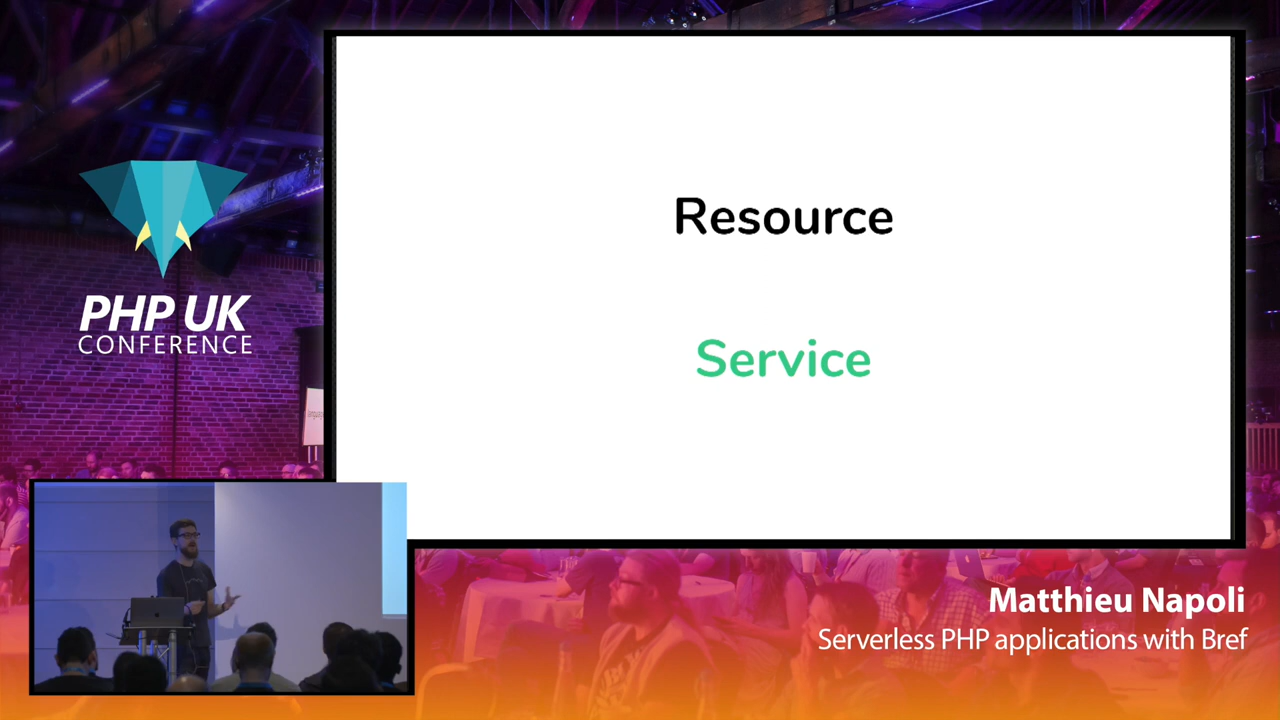 Resource
Service
PHP UK
CONFERENCE
Matthieu Napoli
Serverless PHP applications with Bref